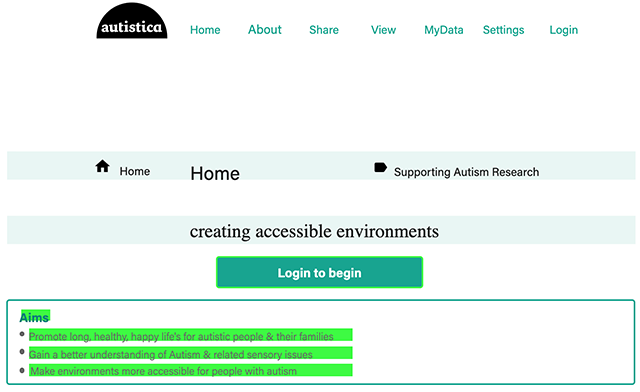 autistica Home About Share View MyData Settings Login
Home Home Supporting Autism Research
creating accessible environments
Login to begin
Aims
Promote long, healthy, happy life's for autistic people & their families
Gain a better understanding of Autism & related sensory issues
Make environments more accessible for people with autism